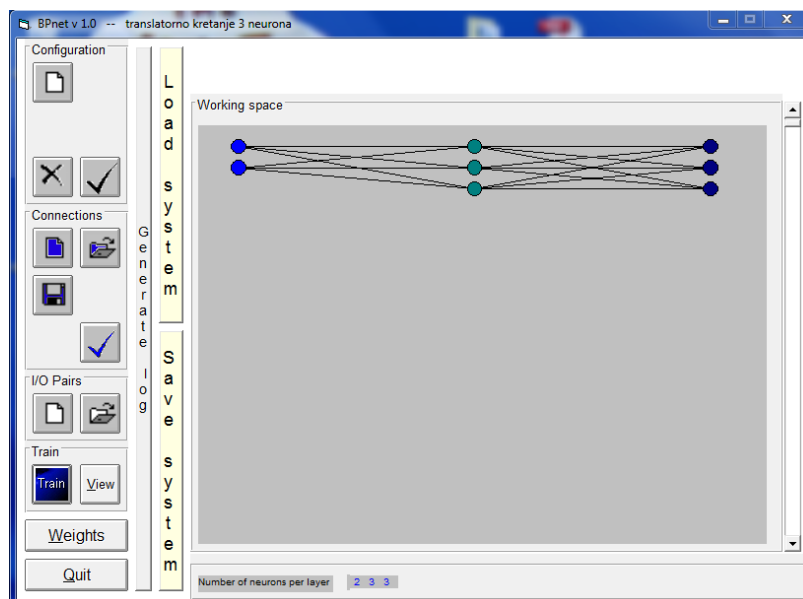 BPnet v 1.0 -- translatorno kretanje 3 neurona
Configuration
Connections
I/O Pairs
Train
Train
View
Weights
Quit
Generate log
Load system
Save system
Working space
Number of neurons per layer
2 3 3